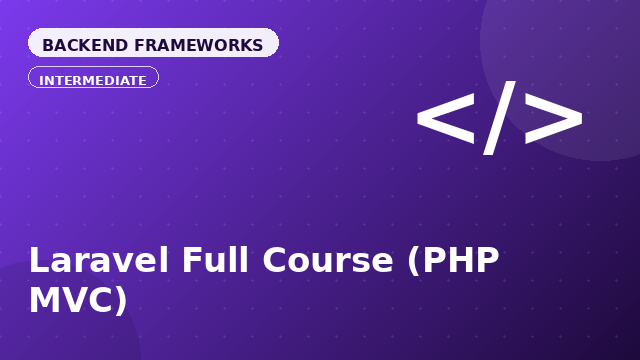 BACKEND FRAMEWORKS
INTERMEDIATE
</>
Laravel Full Course (PHP
MVC)